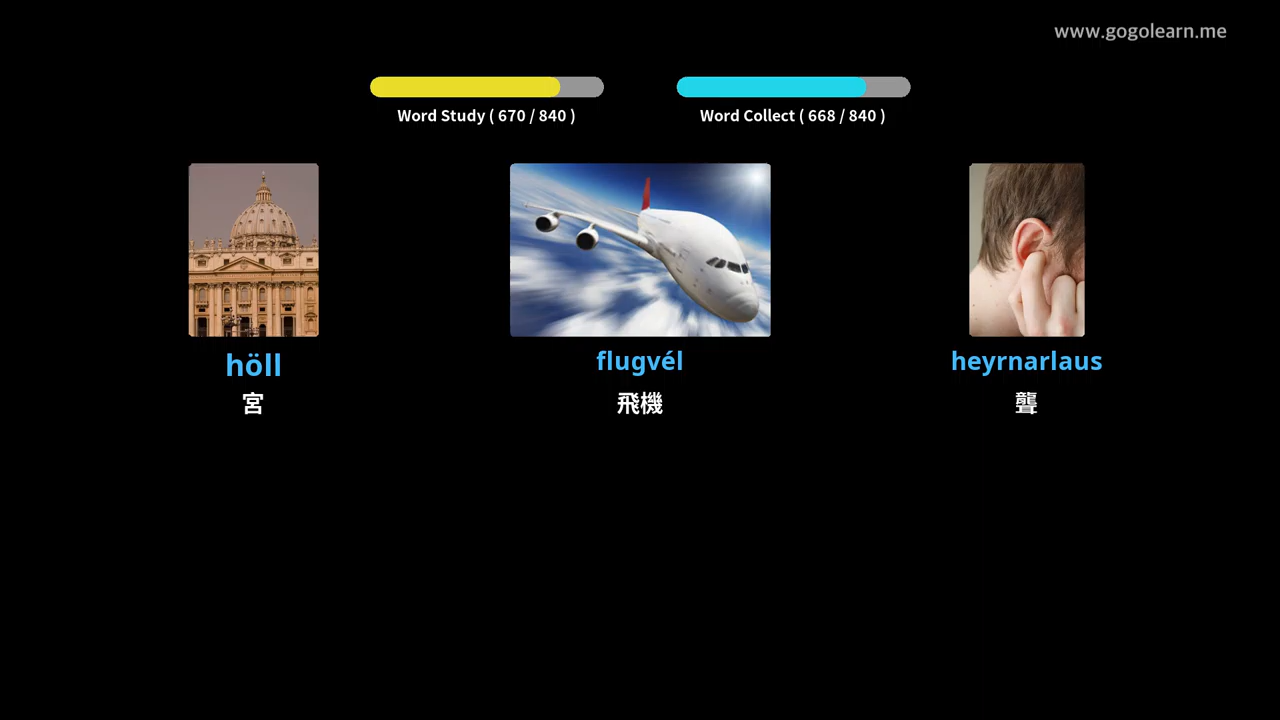 www.gogolearn.me
Word Study ( 670 / 840 )
Word Collect ( 668 / 840 )
höll
flugvél
heyrnarlaus
宮
飛機
聾